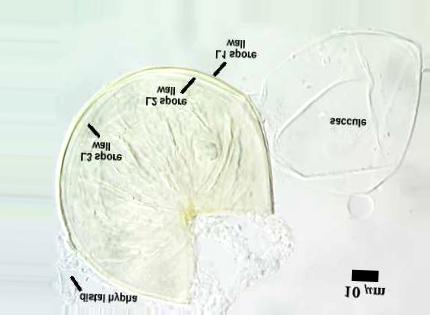 L1 spore
wall
L2 spore
wall
saccule
L3 spore
wall
distal hypha
10 µm